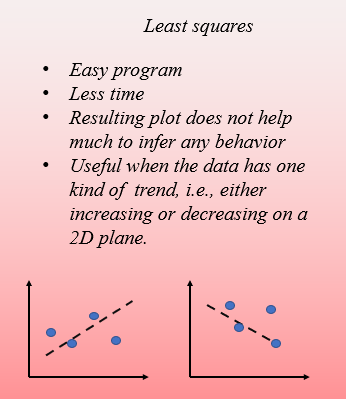 Least squares
• Easy program
• Less time
• Resulting plot does not help
much to infer any behavior
• Useful when the data has one
kind of trend, i.e., either
increasing or decreasing on a
2D plane.